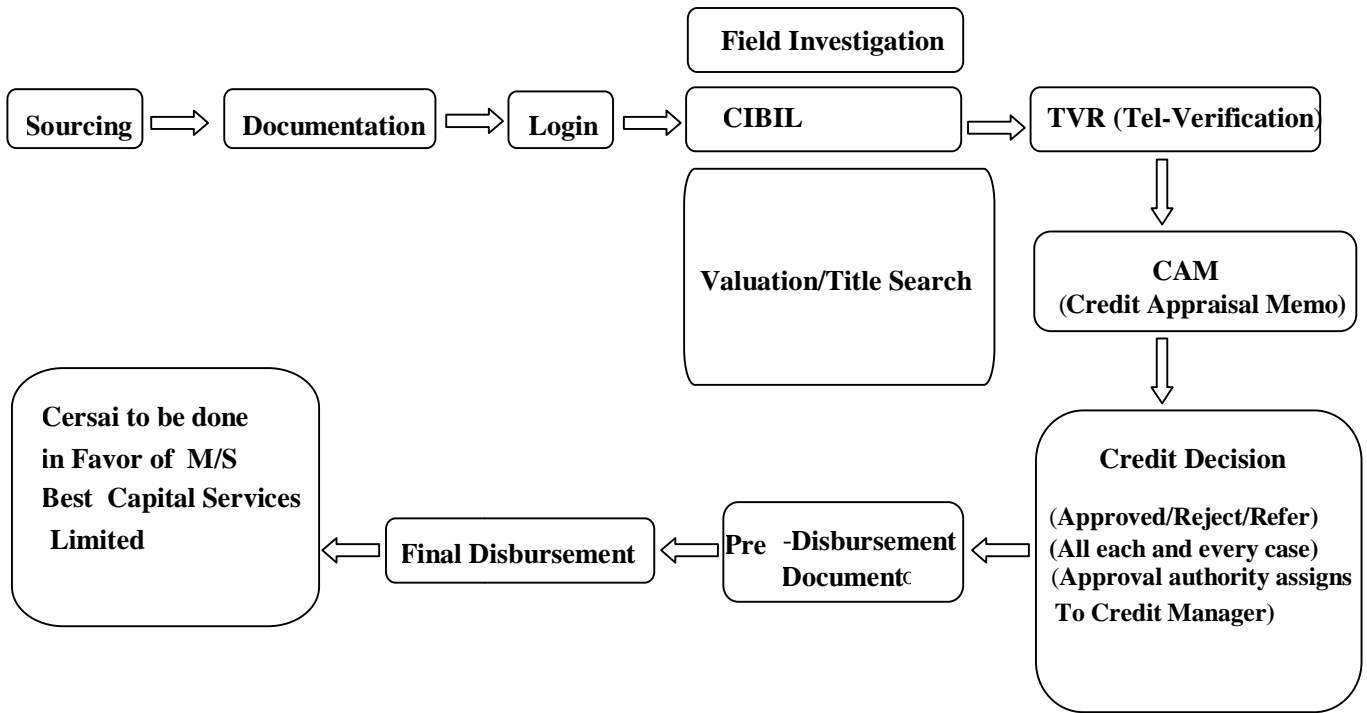 Field Investigation
Sourcing
Documentation
Login
CIBIL
TVR (Tel-Verification)
Valuation/Title Search
CAM
(Credit Appraisal Memo)
Credit Decision
(Approved/Reject/Refer)
(All each and every case)
(Approval authority assigns
To Credit Manager)
Pre -Disbursement
Document
Final Disbursement
Cersai to be done
in Favor of M/S
Best Capital Services
Limited